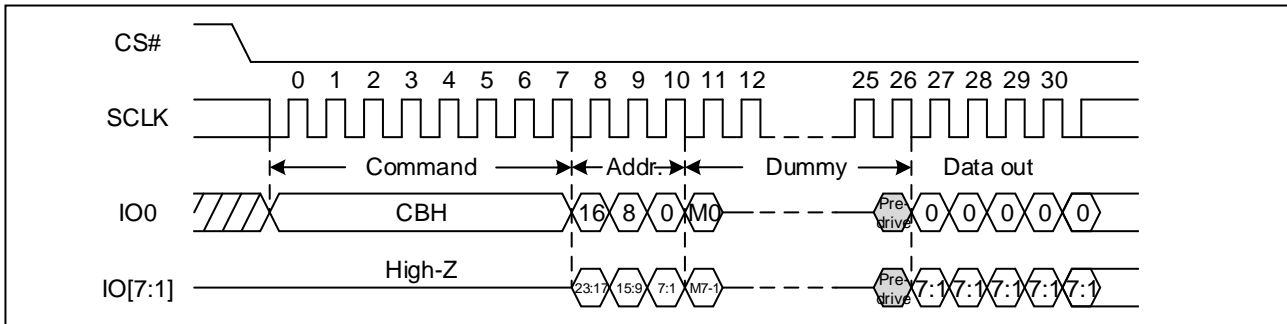 CS#
0 1 2 3 4 5 6 7 8 9 10 11 12 25 26 27 28 29 30
SCLK
Command Addr. Dummy Data out
IO0 CBH 16 8 0 M0 Pre-drive 0 0 0 0 0
High-Z
IO[7:1] 23:17 15:9 7:1 M7-1 Pre-drive 7:1 7:1 7:1 7:1 7:1